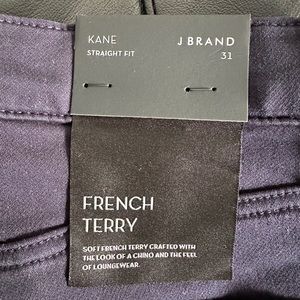 KANE
STRAIGHT FIT
J BRAND
31
FRENCH
TERRY
SOFT FRENCH TERRY CRAFTED WITH
THE LOOK OF A CHINO AND THE FEEL
OF LOUNGEWEAR.